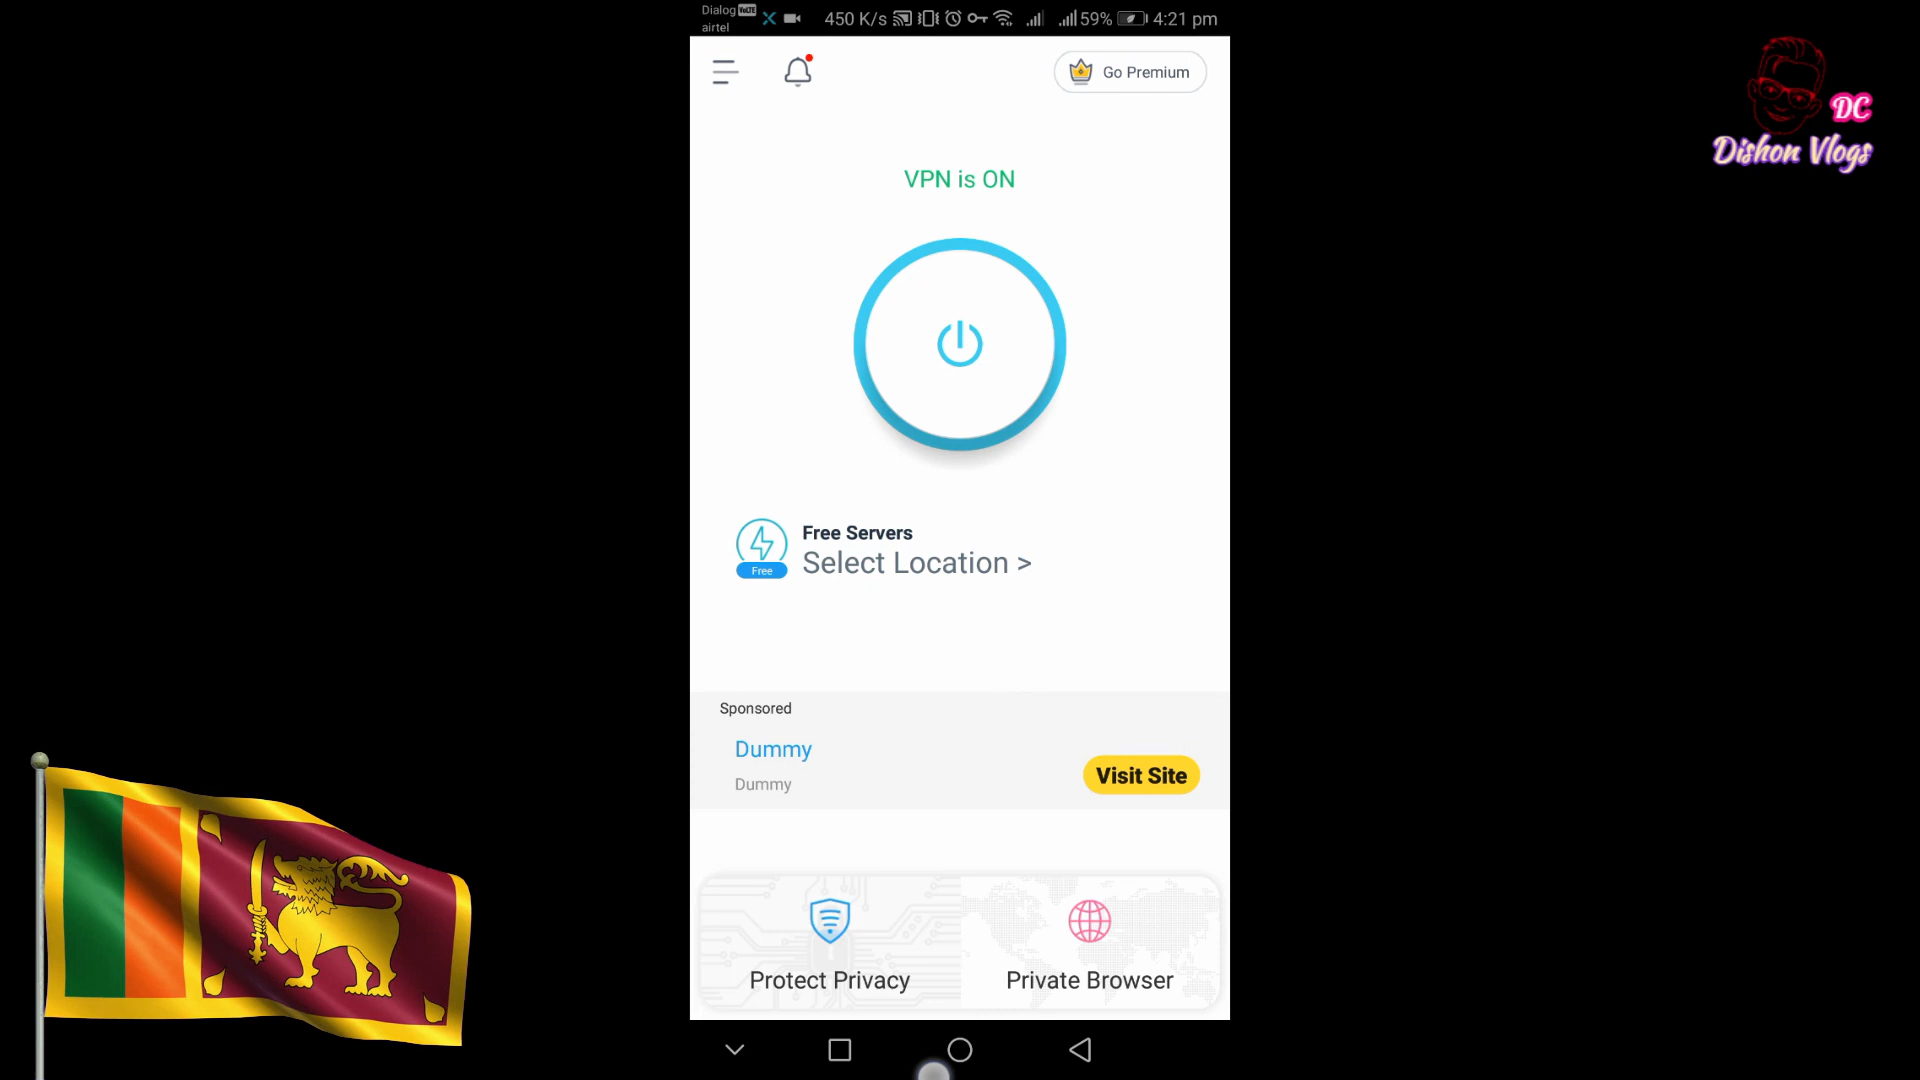 Dialog VoLTE
airtel
450 K/s
59%
4:21 pm
Go Premium
DC
Dishon Vlogs
VPN is ON
Free Servers
Select Location >
Free
Sponsored
Dummy
Dummy
Visit Site
Protect Privacy
Private Browser